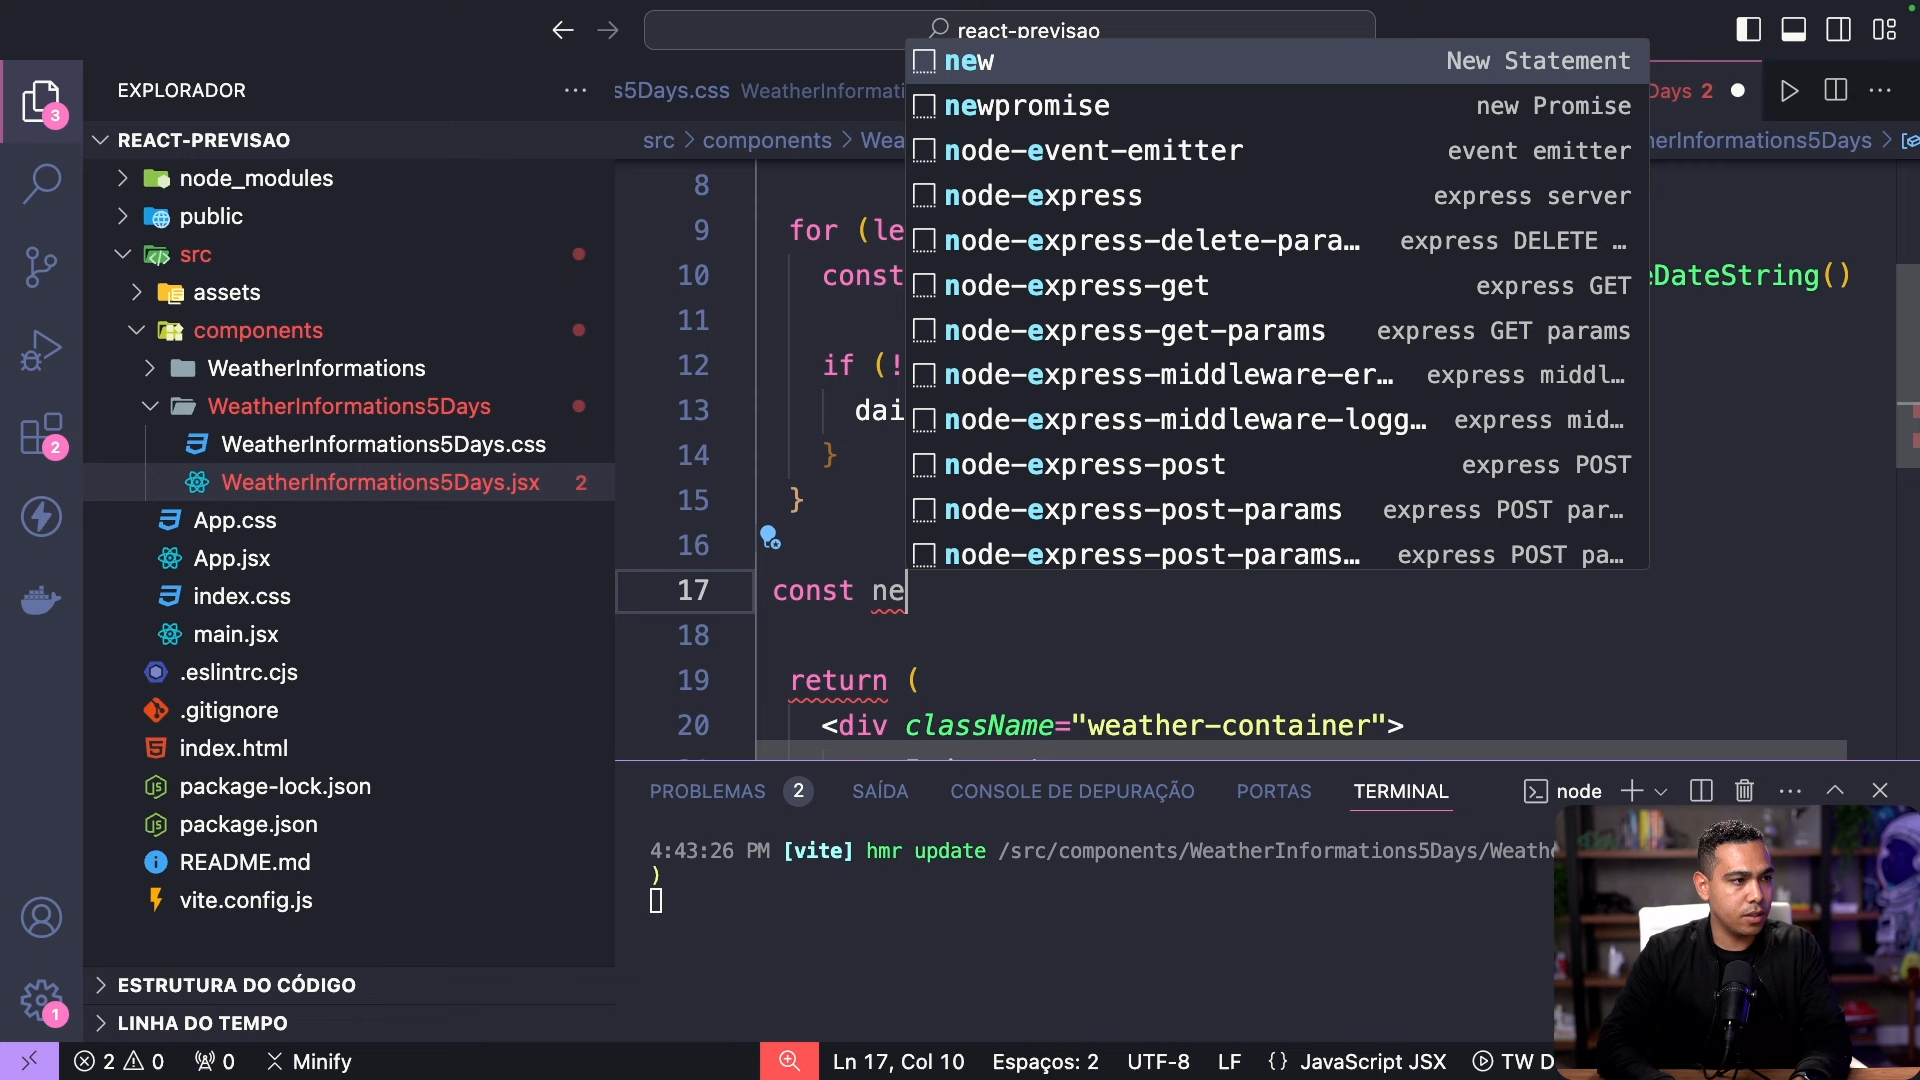 react-previsao
EXPLORADOR
REACT-PREVISAO
node_modules
public
src
assets
components
WeatherInformations
WeatherInformations5Days
WeatherInformations5Days.css
WeatherInformations5Days.jsx 2
App.css
App.jsx
index.css
main.jsx
.eslintrc.cjs
.gitignore
index.html
package-lock.json
package.json
README.md
vite.config.js
ESTRUTURA DO CÓDIGO
LINHA DO TEMPO
3
2
1
s5Days.css WeatherInformati
Days 2
src > components > Wea
herInformations5Days >
new New Statement
newpromise new Promise
node-event-emitter event emitter
node-express express server
node-express-delete-para… express DELETE …
node-express-get express GET
node-express-get-params express GET params
node-express-middleware-er… express middl…
node-express-middleware-logg… express mid…
node-express-post express POST
node-express-post-params express POST par…
node-express-post-params… express POST pa…
8
9 for (le
10 const eDateString()
11
12 if (!
13 dai
14 }
15 }
16
17 const ne
18
19 return (
20 <div className="weather-container">
PROBLEMAS 2 SAÍDA CONSOLE DE DEPURAÇÃO PORTAS TERMINAL node
4:43:26 PM [vite] hmr update /src/components/WeatherInformations5Days/Weathe
)
2 0 0 Minify Ln 17, Col 10 Espaços: 2 UTF-8 LF {} JavaScript JSX TW D